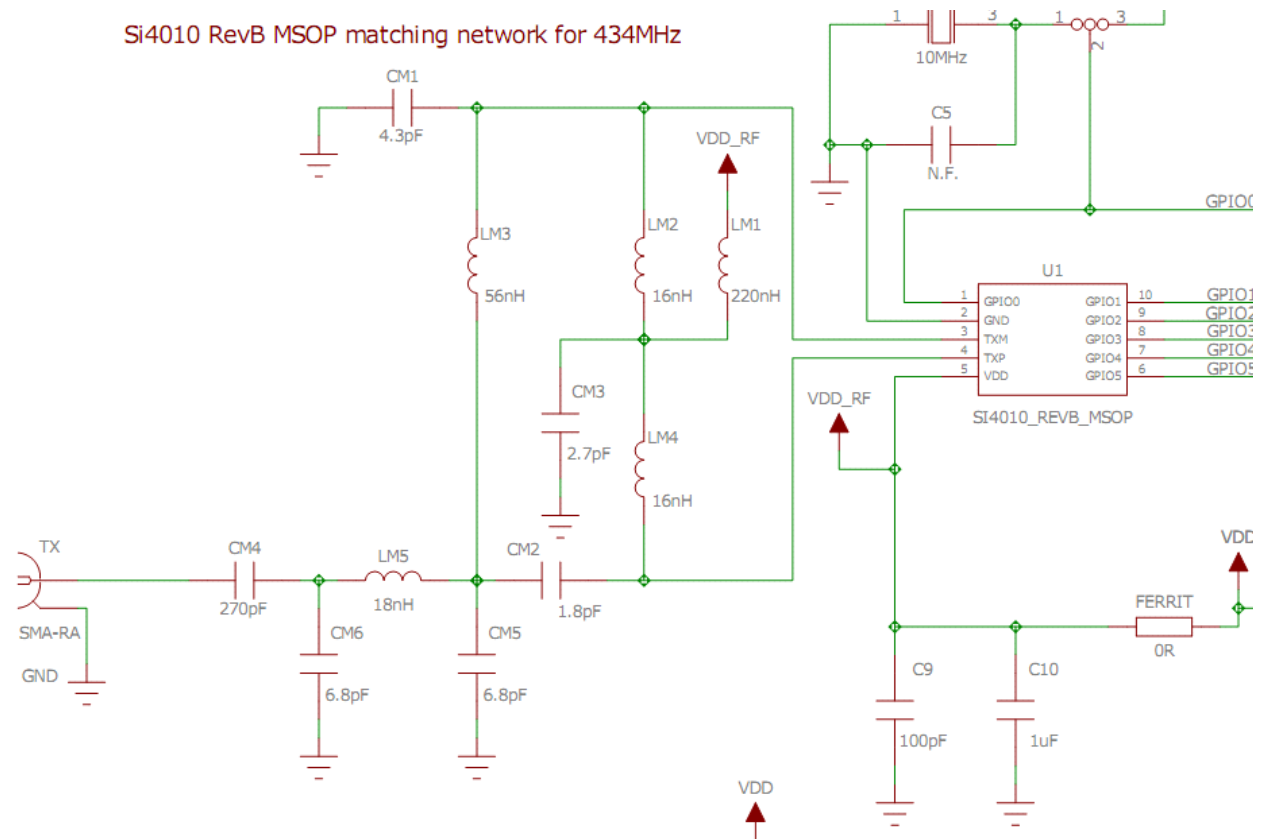 Si4010 RevB MSOP matching network for 434MHz
1
3
10MHz
1
3
2
CM1
4.3pF
C5
N.F.
VDD_RF
GPIO0
LM3
56nH
LM2
16nH
LM1
220nH
U1
1
GPIO0
GPIO1
10
GPIO1
2
GND
GPIO2
9
GPIO2
3
TXM
GPIO3
8
GPIO3
4
TXP
GPIO4
7
GPIO4
5
VDD
GPIO5
6
GPIO5
SI4010_REVB_MSOP
CM3
2.7pF
VDD_RF
LM4
16nH
TX
SMA-RA
GND
CM4
270pF
LM5
18nH
CM2
1.8pF
CM6
6.8pF
CM5
6.8pF
VDD
FERRIT
0R
C9
100pF
C10
1uF
VDD